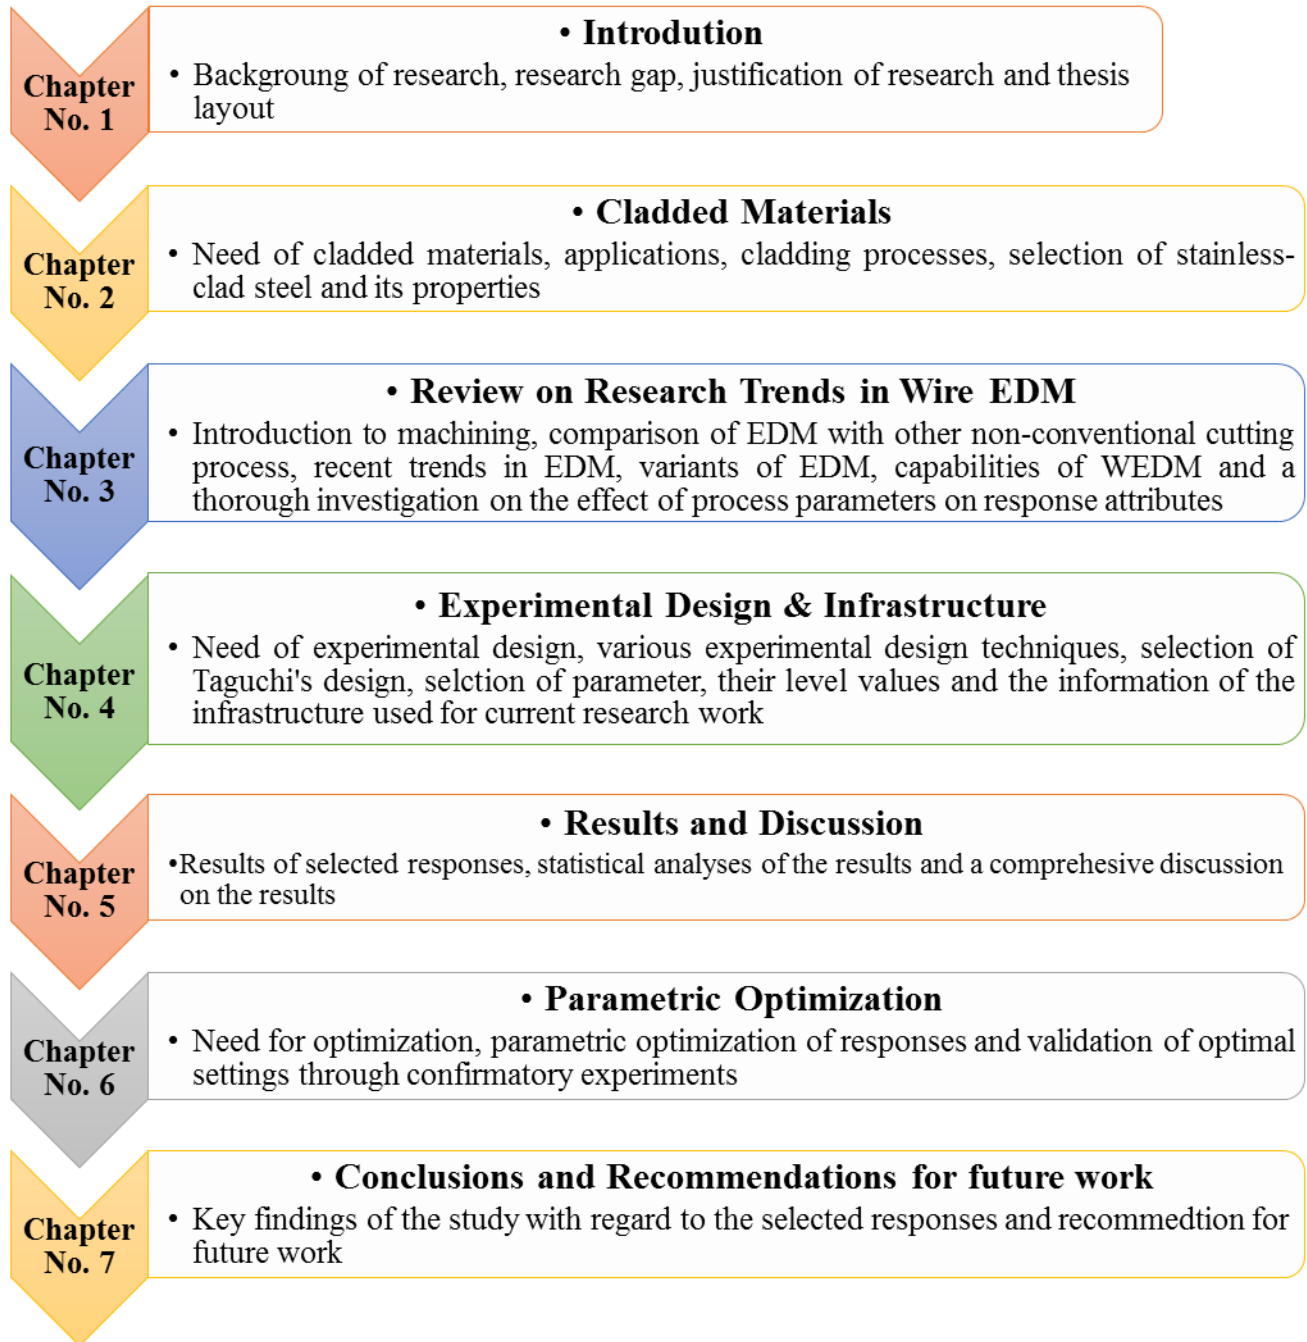 Chapter
No. 1
• Introdution
• Backgroung of research, research gap, justification of research and thesis
layout
Chapter
No. 2
• Cladded Materials
• Need of cladded materials, applications, cladding processes, selection of stainless-
clad steel and its properties
Chapter
No. 3
• Review on Research Trends in Wire EDM
• Introduction to machining, comparison of EDM with other non-conventional cutting
process, recent trends in EDM, variants of EDM, capabilities of WEDM and a
thorough investigation on the effect of process parameters on response attributes
Chapter
No. 4
• Experimental Design & Infrastructure
• Need of experimental design, various experimental design techniques, selection of
Taguchi's design, selction of parameter, their level values and the information of the
infrastructure used for current research work
Chapter
No. 5
• Results and Discussion
•Results of selected responses, statistical analyses of the results and a comprehesive discussion
on the results
Chapter
No. 6
• Parametric Optimization
• Need for optimization, parametric optimization of responses and validation of optimal
settings through confirmatory experiments
Chapter
No. 7
• Conclusions and Recommendations for future work
• Key findings of the study with regard to the selected responses and recommedtion for
future work